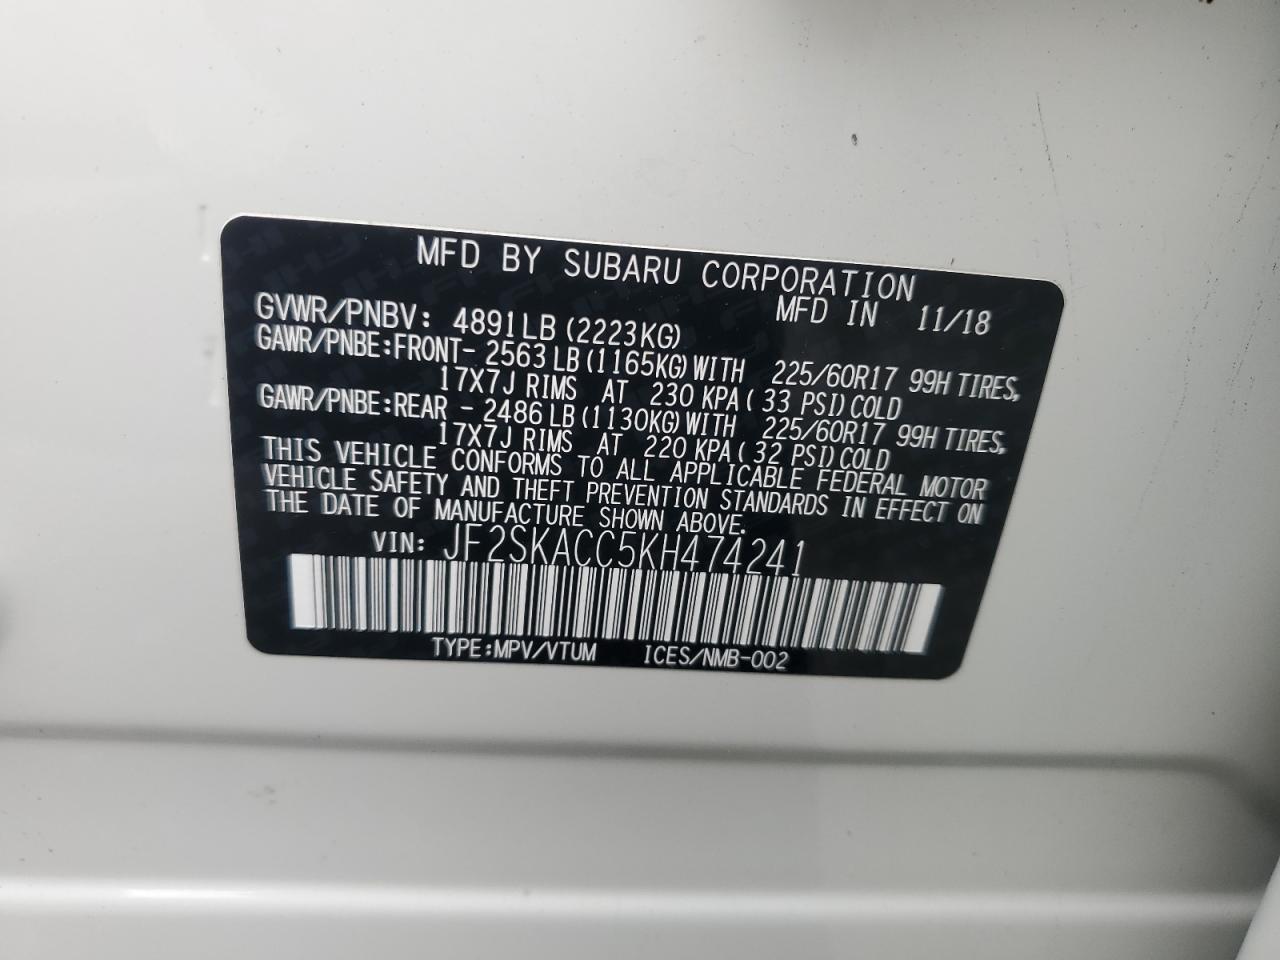 MFD BY SUBARU CORPORATION
MFD IN 11/18
GVWR/PNBV: 4891LB (2223KG)
GAWR/PNBE:FRONT- 2563 LB (1165KG) WITH 225/60R17 99H TIRES,
17X7J RIMS AT 230 KPA ( 33 PSI) COLD
GAWR/PNBE:REAR - 2486 LB (1130KG) WITH 225/60R17 99H TIRES,
17X7J RIMS AT 220 KPA ( 32 PSI) COLD
THIS VEHICLE CONFORMS TO ALL APPLICABLE FEDERAL MOTOR
VEHICLE SAFETY AND THEFT PREVENTION STANDARDS IN EFFECT ON
THE DATE OF MANUFACTURE SHOWN ABOVE.
VIN: JF2SKACC5KH474241
TYPE:MPV/VTUM ICES/NMB-002